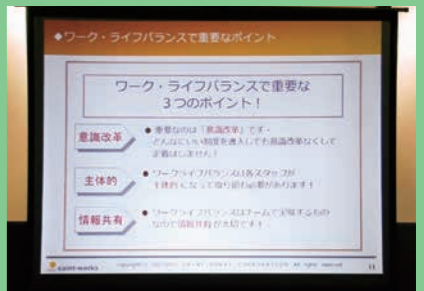 ◆ワーク・ライフバランスで重要なポイント
ワーク・ライフバランスで重要な
3つのポイント！
意識改革
● 重要なのは「意識改革」です・
どんなにいい制度を導入しても意識改革なくして
定着はしません！
主体的
● ワークライフバランスは各スタッフが
主体的になって取り組む必要があります！
情報共有
● ワークライフバランスはチームで実現するもの
なので情報共有が大切です！
saint-works
All rights reserved
11